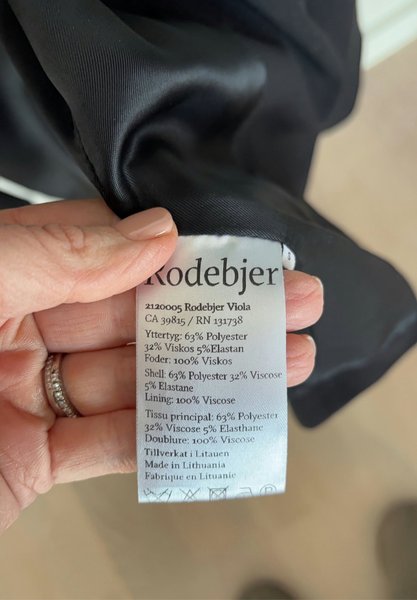 Rodebjer
2120005 Rodebjer Viola
CA 39815 / RN 131738
Yttertyg: 63% Polyester
32% Viskos 5%Elastan
Foder: 100% Viskos
Shell: 63% Polyester 32% Viscose
5% Elastane
Lining: 100% Viscose
Tissu principal: 63% Polyester
32% Viscose 5% Elasthane
Doublure: 100% Viscose
Tillverkat i Litauen
Made in Lithuania
Fabrique en Lituanie